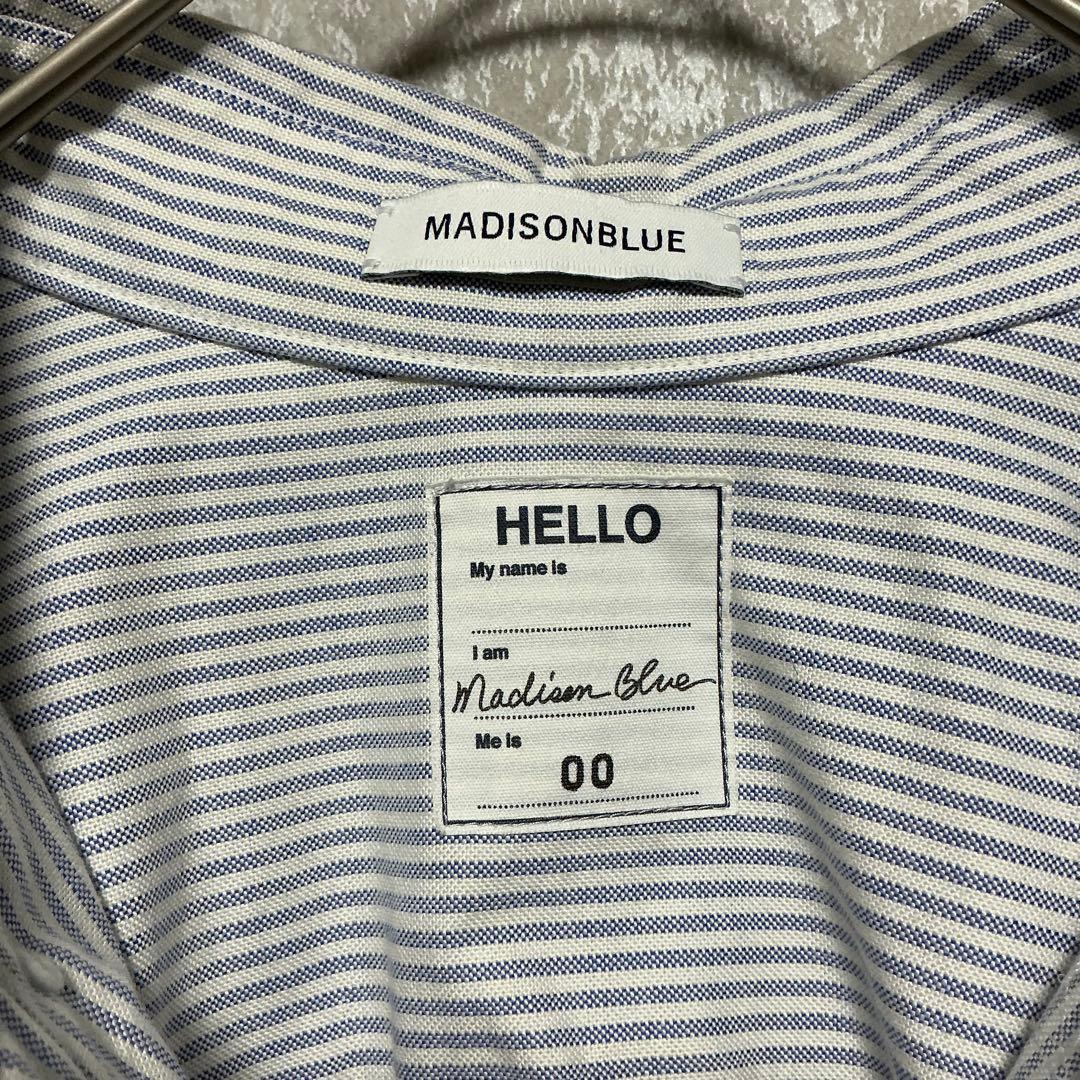 MADISONBLUE
HELLO
My name is
I am
Madison Blue
Me is
00